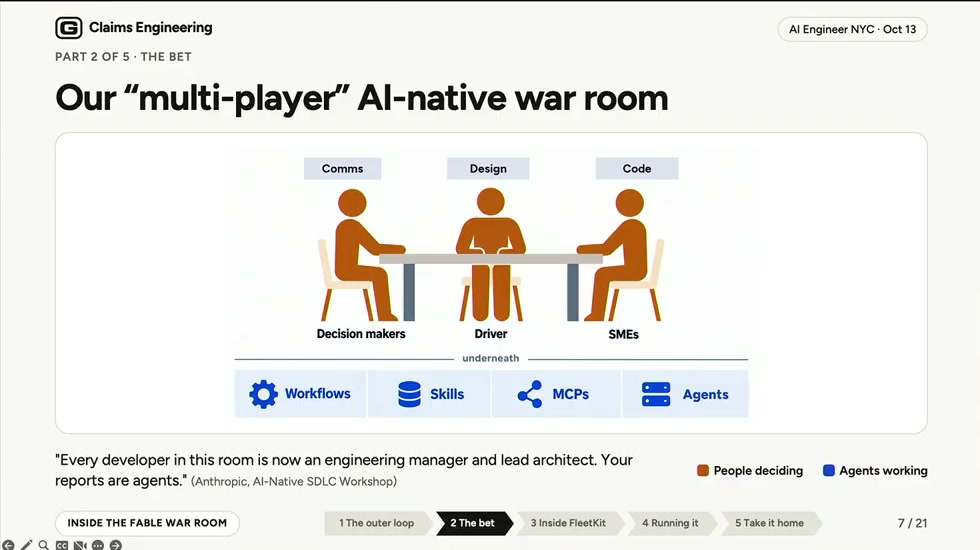 G Claims Engineering
AI Engineer NYC · Oct 13
PART 2 OF 5 · THE BET
Our “multi-player” AI-native war room
Comms
Design
Code
Decision makers
Driver
SMEs
underneath
Workflows
Skills
MCPs
Agents
"Every developer in this room is now an engineering manager and lead architect. Your
reports are agents." (Anthropic, AI-Native SDLC Workshop)
People deciding
Agents working
INSIDE THE FABLE WAR ROOM
1 The outer loop
2 The bet
3 Inside FleetKit
4 Running it
5 Take it home
7 / 21
CC